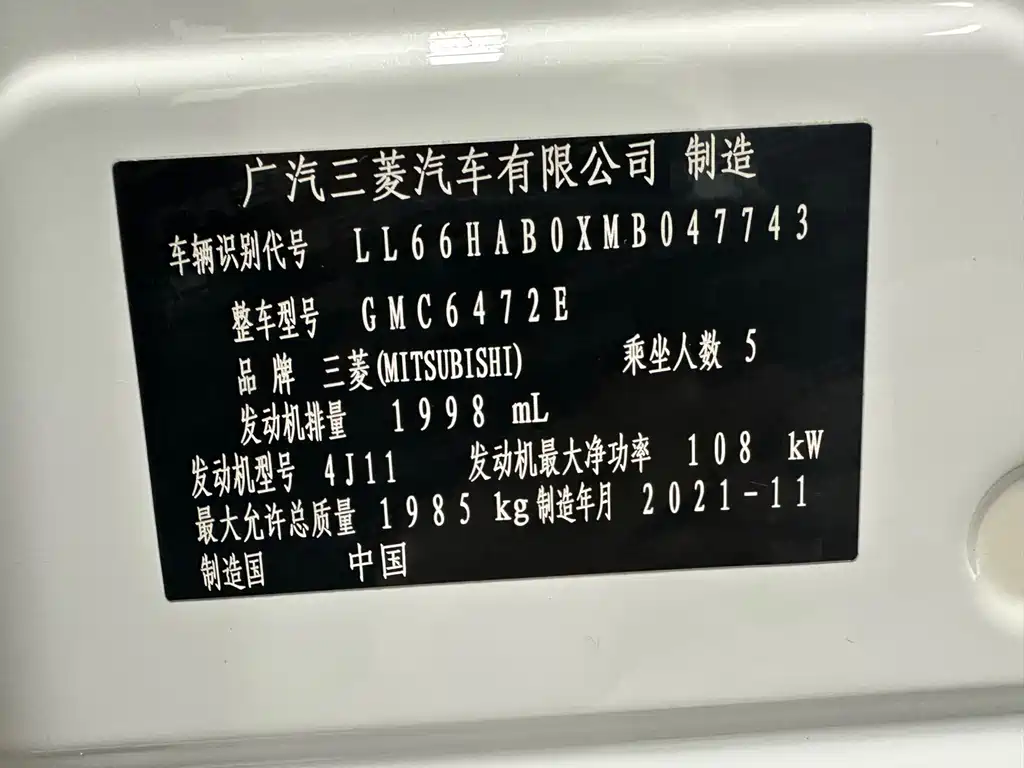 广汽三菱汽车有限公司 制造
车辆识别代号 LL66HAB0XMB047743
整车型号 GMC6472E
品牌 三菱(MITSUBISHI) 乘坐人数 5
发动机排量 1998 mL
发动机型号 4J11 发动机最大净功率 108 kW
最大允许总质量 1985 kg 制造年月 2021-11
制造国 中国